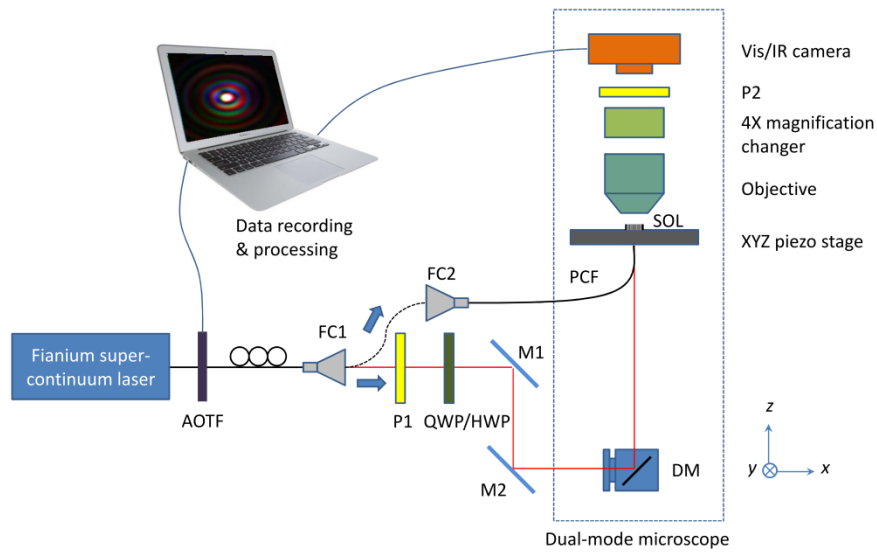 Vis/IR camera
P2
4X magnification
changer
Objective
SOL
XYZ piezo stage
Data recording
& processing
FC2
PCF
FC1
M1
Fianium super-
continuum laser
AOTF
P1
QWP/HWP
M2
DM
z
y
x
Dual-mode microscope